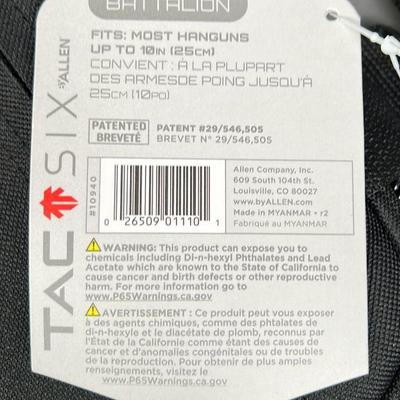 BATTALION
FITS: MOST HANGUNS
UP TO 10IN (25CM)
CONVIENT : À LA PLUPART
DES ARMESDE POING JUSQU'À
25CM (10PO)
TAC SIX
BYALLEN
PATENTED
BREVETÉ
PATENT #29/546,505
BREVET N° 29/546,505
#10940
0 26509 01110 1
Allen Company, Inc.
609 South 104th St.
Louisville, CO 80027
www.byALLEN.com
Made in MYANMAR • r2
Fabriqué au MYANMAR
WARNING: This product can expose you to
chemicals including Di-n-hexyl Phthalates and Lead
Acetate which are known to the State of California to
cause cancer and birth defects or other reproductive
harm. For more information go to
www.P65Warnings.ca.gov
AVERTISSEMENT : Ce produit peut vous exposer
à des agents chimiques, comme des phtalates de
di-n-hexyle et le diacétate de plomb, reconnus par
l'État de la Californie comme étant des causes de
cancer et d'anomalies congénitales ou de troubles
de la reproduction. Pour obtenir de plus amples
renseignements, visitez le
www.P65Warnings.ca.gov